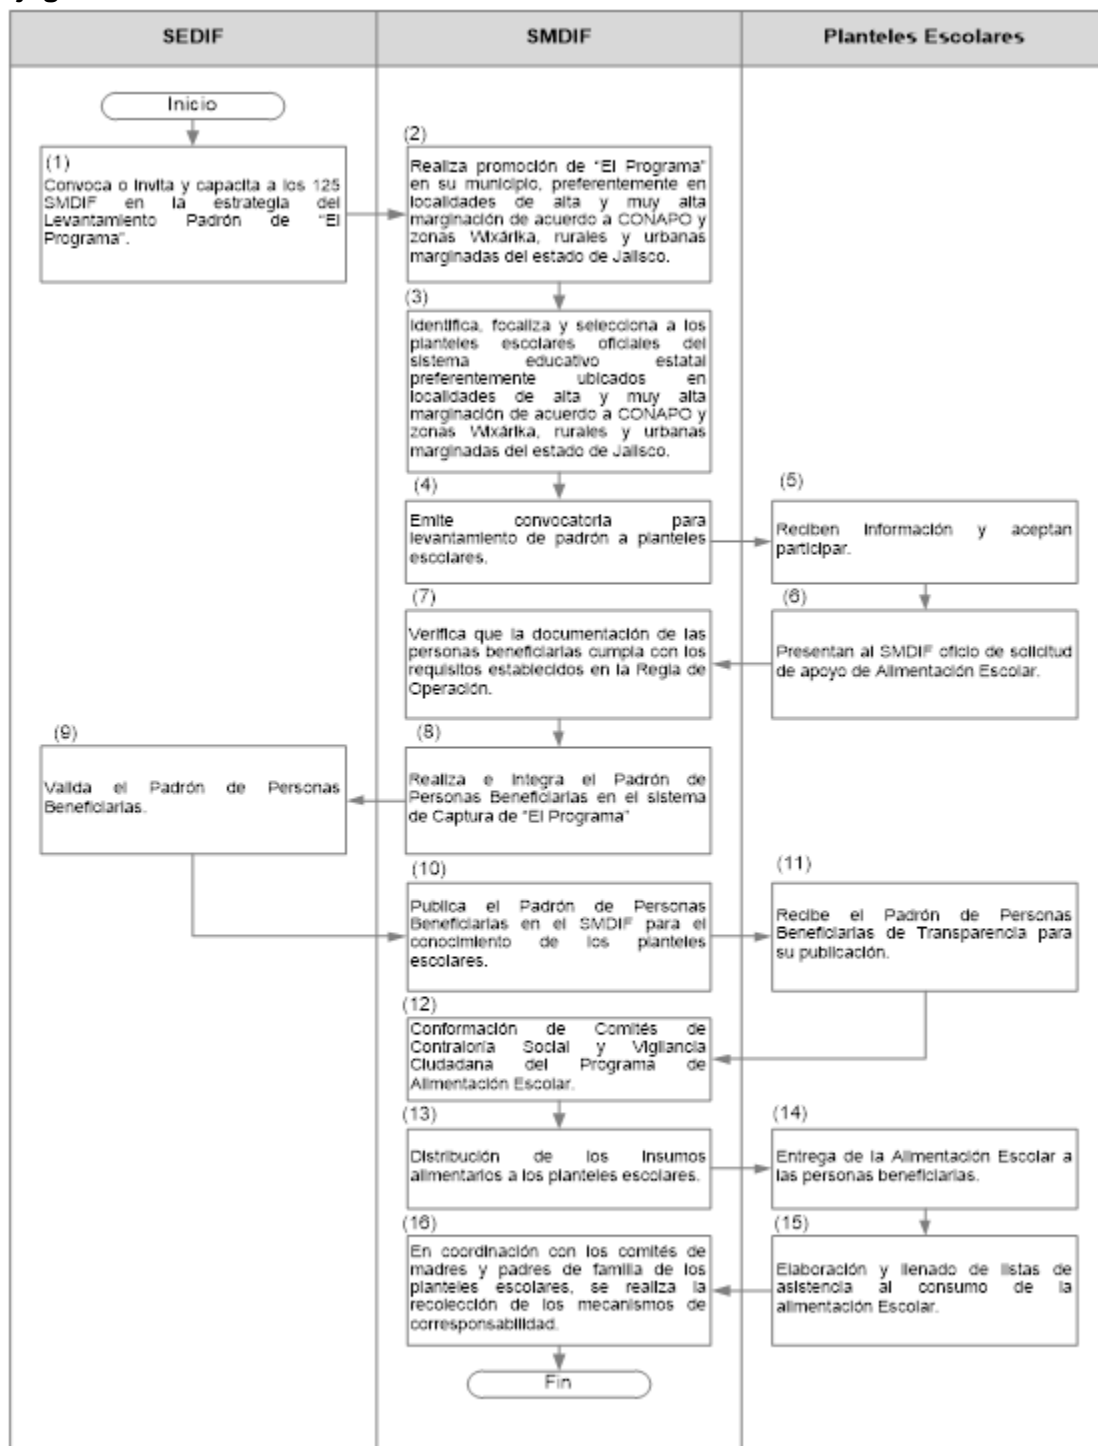 SEDIF
SMDIF
Planteles Escolares
Inicio
(1)
Convoca o Invita y capacita a los 125
SMDIF en la estrategia del
Levantamiento Padrón de "El
Programa".
(2)
Realiza promoción de "El Programa"
en su municipio, preferentemente en
localidades de alta y muy alta
marginación de acuerdo a CONAPO y
zonas Wixárika, rurales y urbanas
marginadas del estado de Jalisco.
(3)
Identifica, focaliza y selecciona a los
planteles escolares oficiales del
sistema educativo estatal
preferentemente ubicados en
localidades de alta y muy alta
marginación de acuerdo a CONAPO y
zonas Wixárika, rurales y urbanas
marginadas del estado de Jalisco.
(4)
Emite convocatoria para
levantamiento de padrón a planteles
escolares.
(5)
Reciben Información y aceptan
participar.
(6)
Presentan al SMDIF oficio de solicitud
de apoyo de Alimentación Escolar.
(7)
Verifica que la documentación de las
personas beneficiarias cumpla con los
requisitos establecidos en la Regla de
Operación.
(8)
Realiza e Integra el Padrón de
Personas Beneficiarias en el sistema
de Captura de "El Programa"
(9)
Valida el Padrón de Personas
Beneficiarias.
(10)
Publica el Padrón de Personas
Beneficiarias en el SMDIF para el
conocimiento de los planteles
escolares.
(11)
Recibe el Padrón de Personas
Beneficiarias de Transparencia para
su publicación.
(12)
Conformación de Comités de
Contraloría Social y Vigilancia
Ciudadana del Programa de
Alimentación Escolar.
(13)
Distribución de los Insumos
alimentarios a los planteles escolares.
(14)
Entrega de la Alimentación Escolar a
las personas beneficiarias.
(15)
Elaboración y llenado de listas de
asistencia al consumo de la
alimentación Escolar.
(16)
En coordinación con los comités de
madres y padres de familia de los
planteles escolares, se realiza la
recolección de los mecanismos de
corresponsabilidad.
Fin